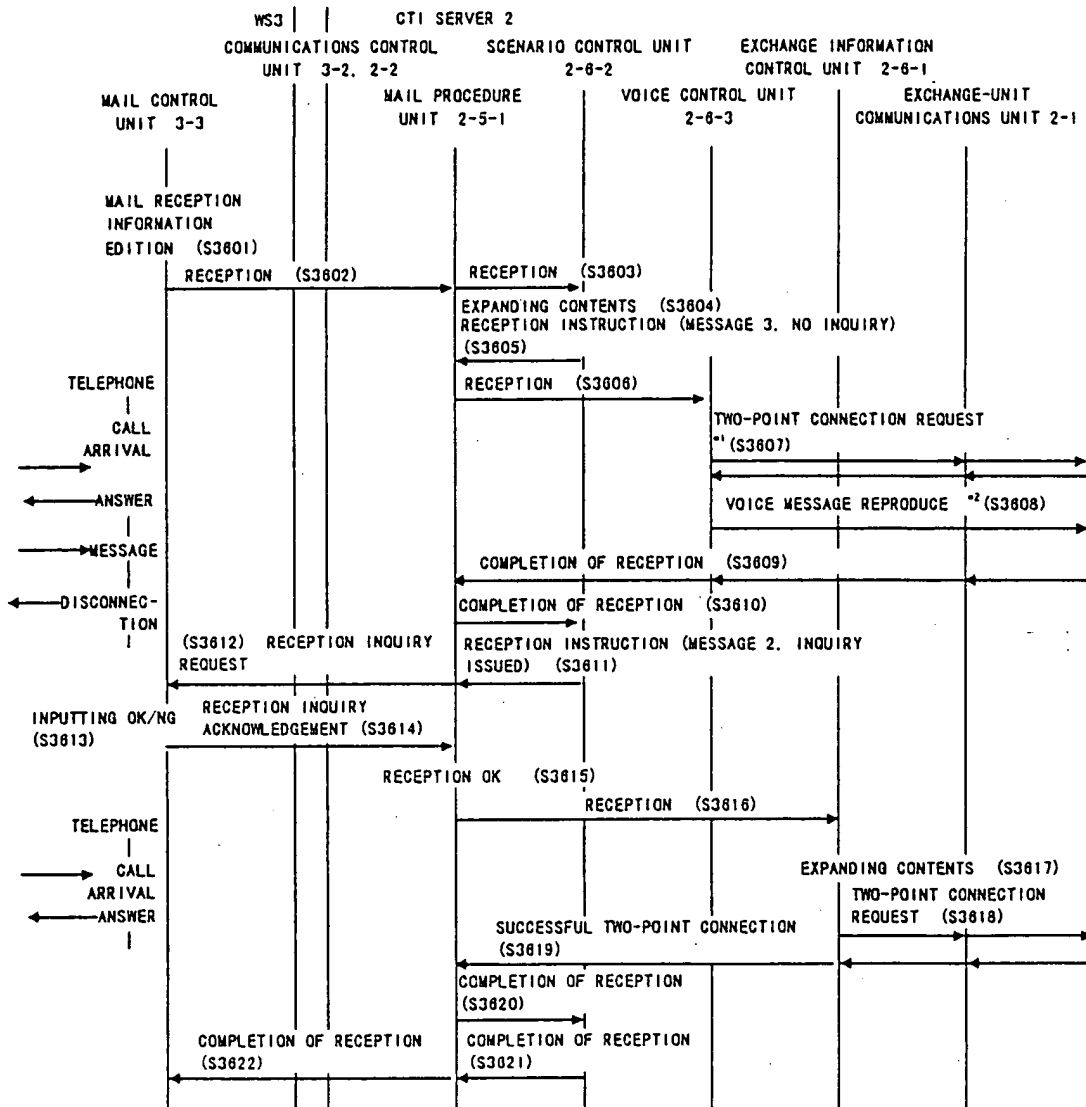 WS3
CTI SERVER 2
COMMUNICATIONS CONTROL
UNIT 3-2, 2-2
SCENARIO CONTROL UNIT
2-6-2
EXCHANGE INFORMATION
CONTROL UNIT 2-6-1
MAIL CONTROL
UNIT 3-3
MAIL PROCEDURE
UNIT 2-5-1
VOICE CONTROL UNIT
2-6-3
EXCHANGE-UNIT
COMMUNICATIONS UNIT 2-1
MAIL RECEPTION
INFORMATION
EDITION (S3601)
RECEPTION (S3602)
RECEPTION (S3603)
EXPANDING CONTENTS (S3604)
RECEPTION INSTRUCTION (MESSAGE 3, NO INQUIRY)
(S3605)
TELEPHONE
RECEPTION (S3606)
CALL
ARRIVAL
TWO-POINT CONNECTION REQUEST
*1 (S3607)
ANSWER
VOICE MESSAGE REPRODUCE *2 (S3608)
MESSAGE
COMPLETION OF RECEPTION (S3609)
DISCONNEC-
TION
COMPLETION OF RECEPTION (S3610)
(S3612) RECEPTION INQUIRY
REQUEST
RECEPTION INSTRUCTION (MESSAGE 2, INQUIRY
ISSUED) (S3611)
INPUTTING OK/NG
(S3613)
RECEPTION INQUIRY
ACKNOWLEDGEMENT (S3614)
RECEPTION OK (S3615)
RECEPTION (S3616)
TELEPHONE
CALL
ARRIVAL
ANSWER
EXPANDING CONTENTS (S3617)
TWO-POINT CONNECTION
REQUEST (S3618)
SUCCESSFUL TWO-POINT CONNECTION
(S3619)
COMPLETION OF RECEPTION
(S3620)
COMPLETION OF RECEPTION
(S3622)
COMPLETION OF RECEPTION
(S3621)